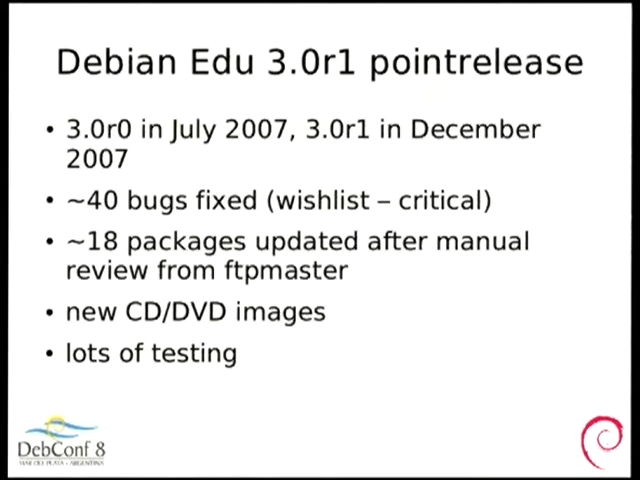 Debian Edu 3.0r1 pointrelease
• 3.0r0 in July 2007, 3.0r1 in December
2007
• ~40 bugs fixed (wishlist – critical)
• ~18 packages updated after manual
review from ftpmaster
• new CD/DVD images
• lots of testing
DebConf 8
MAR DEL PLATA - ARGENTINA